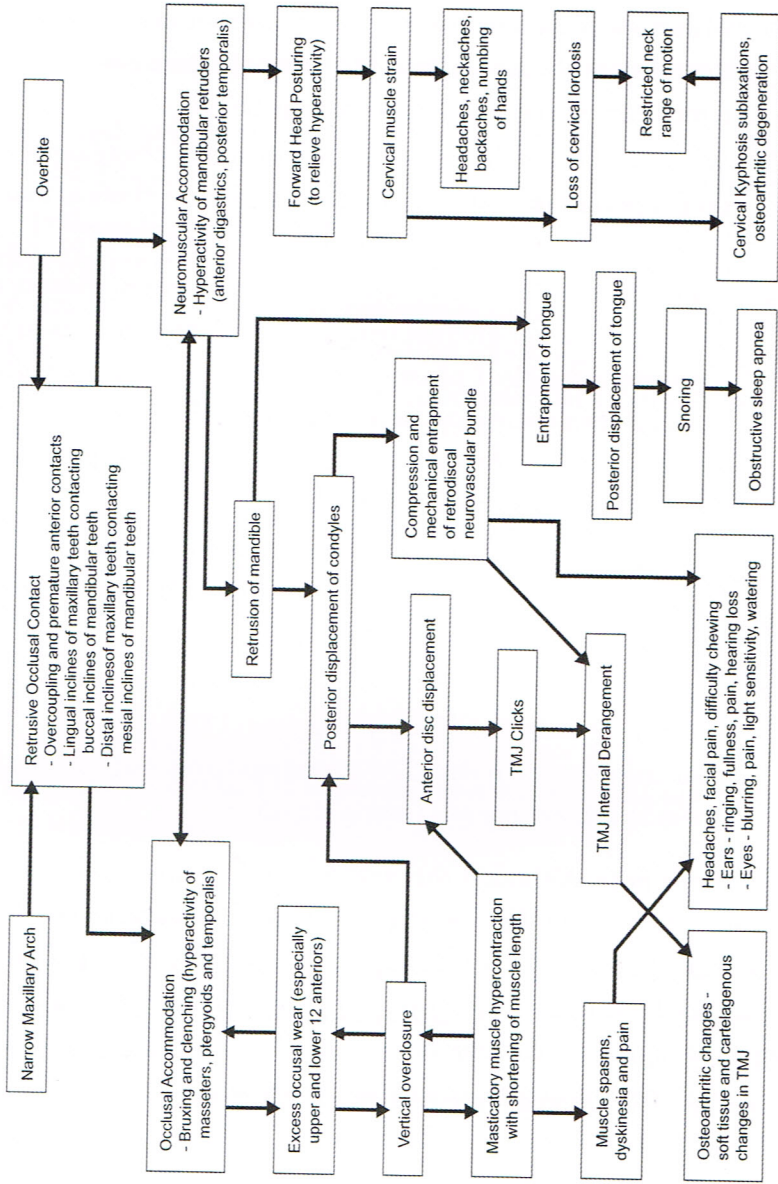 Narrow Maxillary Arch
Overbite
Retrusive Occlusal Contact
- Overcoupling and premature anterior contacts
- Lingual inclines of maxillary teeth contacting
buccal inclines of mandibular teeth
- Distal inclinesof maxillary teeth contacting
mesial inclines of mandibular teeth
Occlusal Accommodation
- Bruxing and clenching (hyperactivity of
masseters, ptergyoids and temporalis)
Neuromuscular Accommodation
- Hyperactivity of mandibular retruders
(anterior digastrics, posterior temporalis)
Excess occusal wear (especially
upper and lower 12 anteriors)
Retrusion of mandible
Forward Head Posturing
(to relieve hyperactivity)
Vertical overclosure
Posterior displacement of condyles
Cervical muscle strain
Masticatory muscle hypercontraction
with shortening of muscle length
Anterior disc displacement
Compression and
mechanical entrapment
of retrodiscal
neurovascular bundle
Headaches, neckaches,
backaches, numbing
of hands
TMJ Clicks
Entrapment of tongue
Loss of cervical lordosis
Muscle spasms,
dyskinesia and pain
TMJ Internal Derangement
Posterior displacement of tongue
Restricted neck
range of motion
Snoring
Osteoarthritic changes -
soft tissue and cartelagenous
changes in TMJ
Headaches, facial pain, difficulty chewing
- Ears - ringing, fullness, pain, hearing loss
- Eyes - blurring, pain, light sensitivity, watering
Obstructive sleep apnea
Cervical Kyphosis sublaxations,
osteoarthritic degeneration